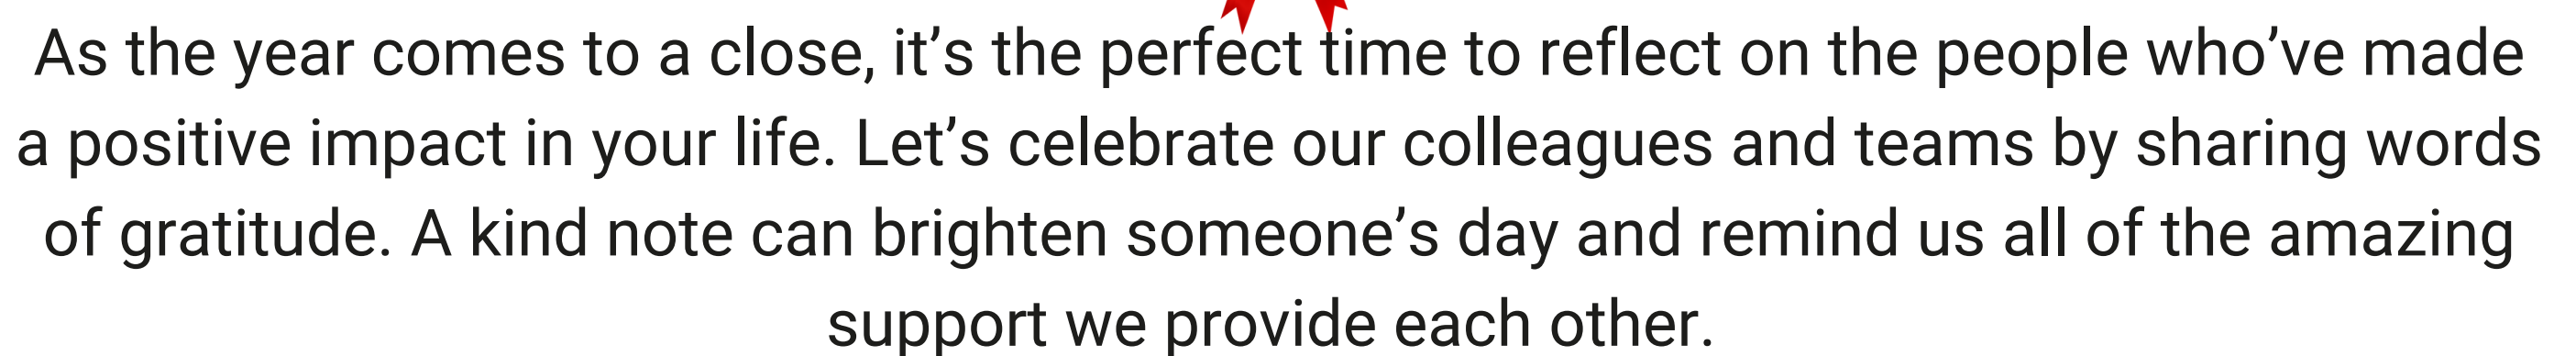 As the year comes to a close, it’s the perfect time to reflect on the people who’ve made
a positive impact in your life. Let’s celebrate our colleagues and teams by sharing words
of gratitude. A kind note can brighten someone’s day and remind us all of the amazing
support we provide each other.